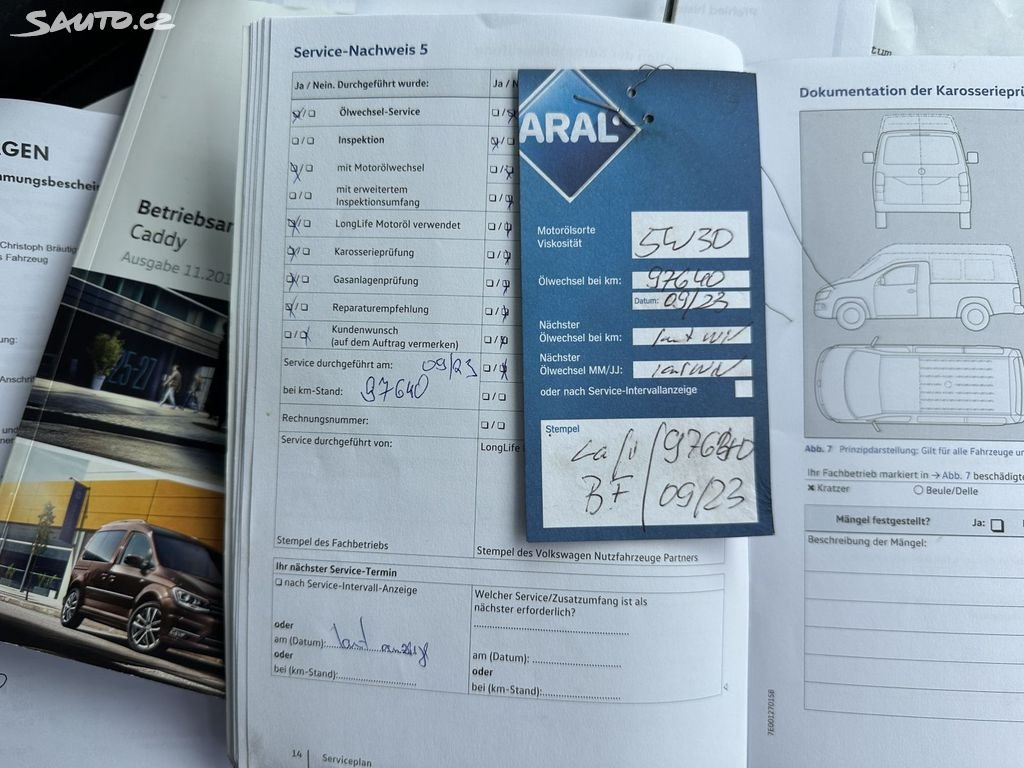 SAUTO.CZ
AGEN
Christoph Bräutig
Fahrzeug
Betriebsan
Caddy
Ausgabe 11.201
25-27
Service-Nachweis 5
Ja / Nein. Durchgeführt wurde:
Ja / N
Ölwechsel-Service
Inspektion
mit Motorölwechsel
mit erweitertem
Inspektionsumfang
LongLife Motoröl verwendet
Karosserieprüfung
Gasanlagenprüfung
Reparaturempfehlung
Kundenwunsch
(auf dem Auftrag vermerken)
Service durchgeführt am: 09/23
bei km-Stand: 97640
Rechnungsnummer:
Service durchgeführt von:
LongLife
Stempel des Fachbetriebs
Stempel des Volkswagen Nutzfahrzeuge Partners
Ihr nächster Service-Termin
nach Service-Intervall-Anzeige
oder
am (Datum): laut
oder
bei (km-Stand):
Welcher Service/Zusatzumfang ist als
nächster erforderlich?
am (Datum):
oder
bei (km-Stand):
14 | Serviceplan
ARAL
Motorölsorte
Viskosität
5W30
Ölwechsel bei km: 97640
Datum: 09/23
Nächster
Ölwechsel bei km:
Nächster
Ölwechsel MM/JJ:
oder nach Service-Intervallanzeige
Stempel
BF / 09/23
Dokumentation der Karosserieprü
Abb. 7 Prinzipdarstellung: Gilt für alle Fahrzeuge un
Ihr Fachbetrieb markiert in → Abb. 7 beschädigte
Kratzer
Beule/Delle
Mängel festgestellt? Ja:
Beschreibung der Mängel:
7E0012701SB